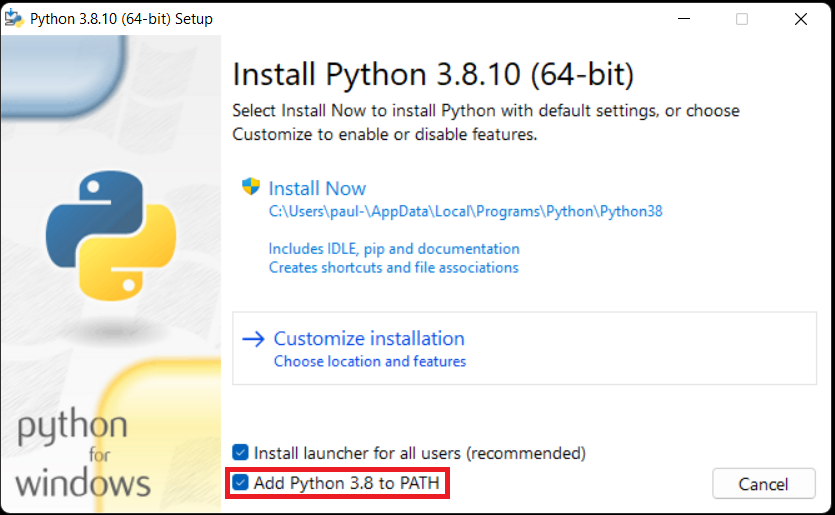 Python 3.8.10 (64-bit) Setup
Install Python 3.8.10 (64-bit)
Select Install Now to install Python with default settings, or choose
Customize to enable or disable features.
Install Now
C:\Users\paul-\AppData\Local\Programs\Python\Python38
Includes IDLE, pip and documentation
Creates shortcuts and file associations
Customize installation
Choose location and features
python
for
windows
Install launcher for all users (recommended)
Add Python 3.8 to PATH
Cancel